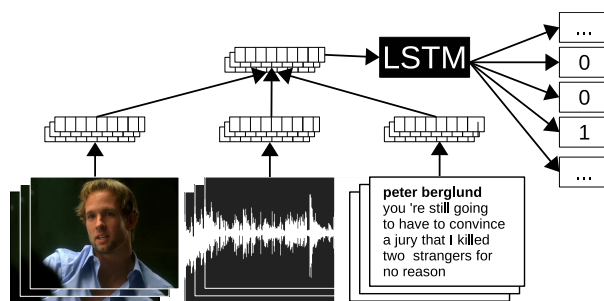 ...
LSTM
0
0
1
...
peter berglund
you 're still going
to have to convince
a jury that I killed
two strangers for
no reason